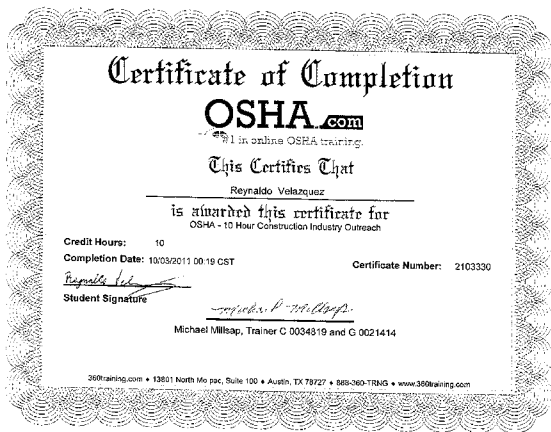 Certificate of Completion
OSHA.com
#1 in online OSHA training.
This Certifies That
Reynaldo Velazquez
is awarded this certificate for
OSHA - 10 Hour Construction Industry Outreach
Credit Hours: 10
Completion Date: 10/03/2011 00:19 CST
Certificate Number: 2103330
Student Signature
Michael Millsap
Michael Millsap, Trainer C 0034819 and G 0021414
360training.com ♦ 13801 North Mo pac, Suite 100 ♦ Austin, TX 78727 ♦ 888-360-TRNG ♦ www.360training.com